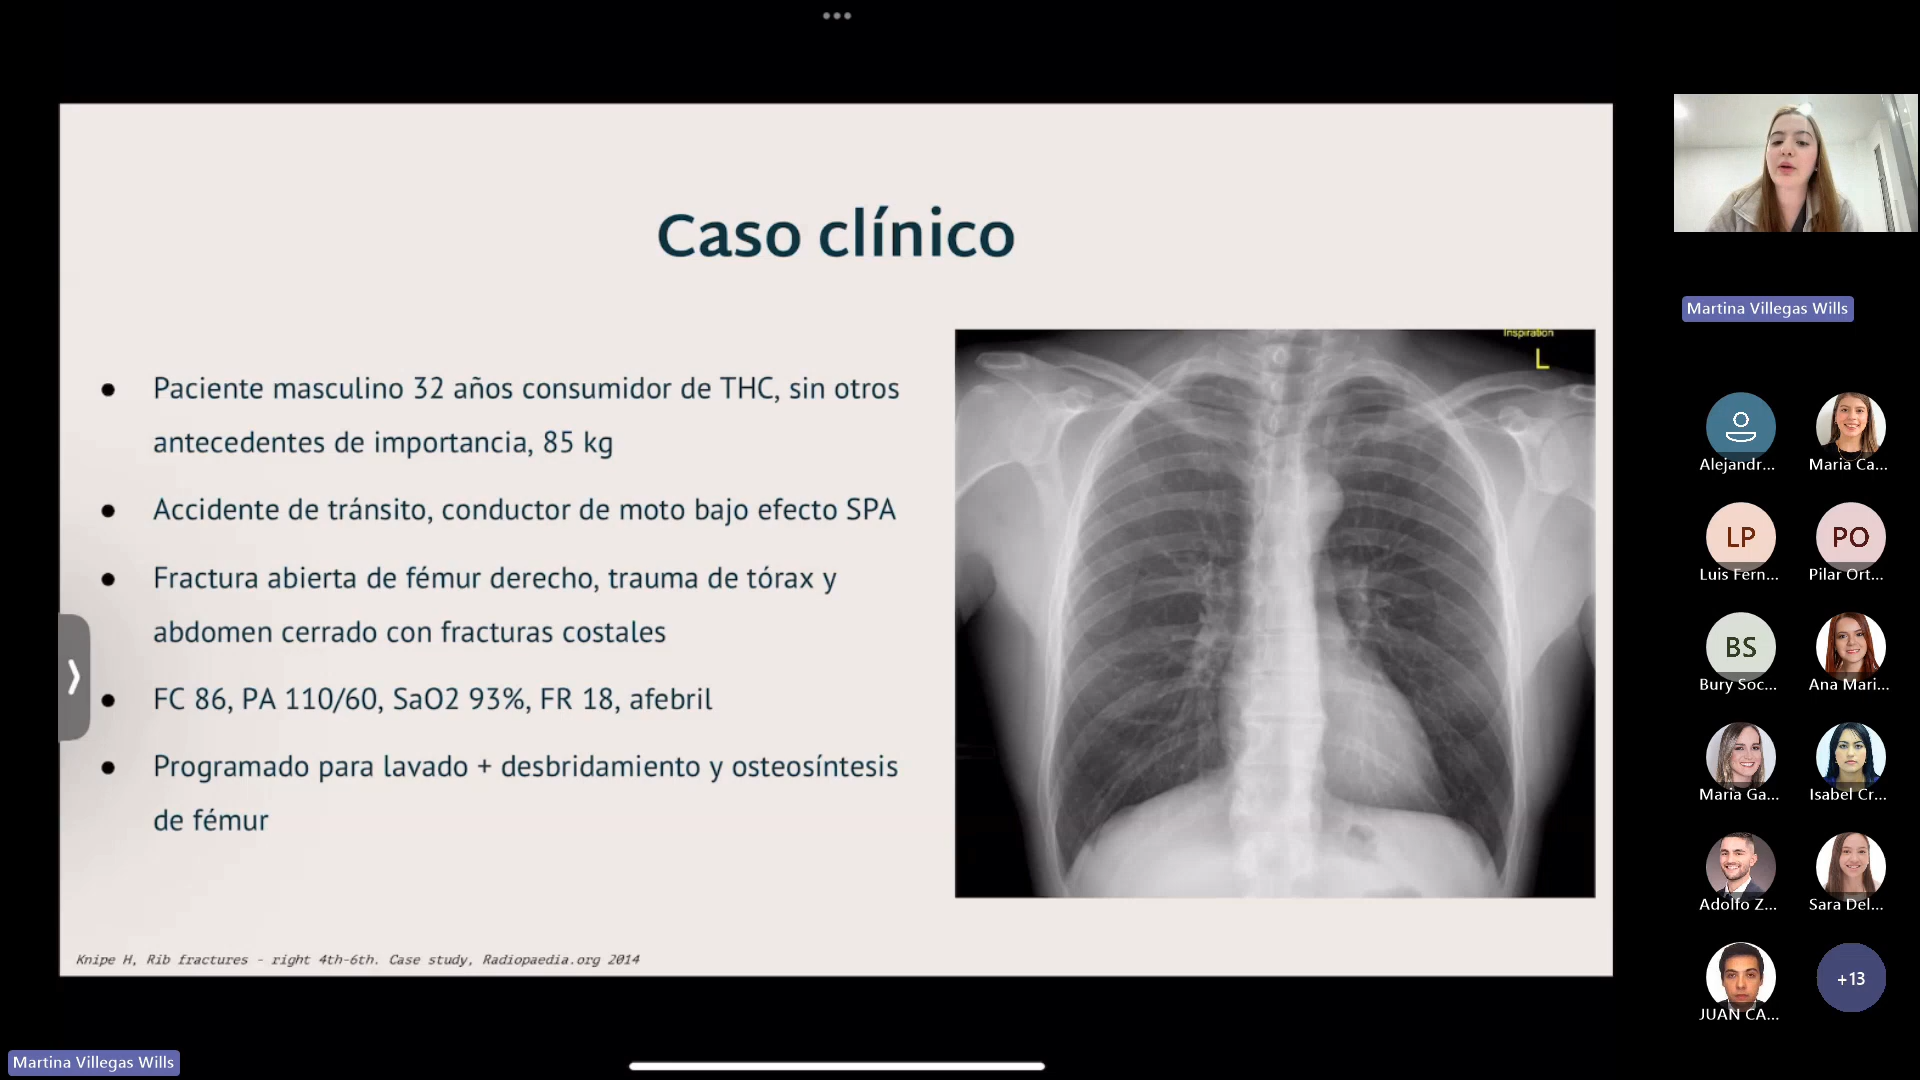 Caso clínico
Paciente masculino 32 años consumidor de THC, sin otros
antecedentes de importancia, 85 kg
Accidente de tránsito, conductor de moto bajo efecto SPA
Fractura abierta de fémur derecho, trauma de tórax y
abdomen cerrado con fracturas costales
FC 86, PA 110/60, SaO2 93%, FR 18, afebril
Programado para lavado + desbridamiento y osteosíntesis
de fémur
Inspiration
L
Knipe H, Rib fractures - right 4th-6th. Case study, Radiopaedia.org 2014
Martina Villegas Wills
Alejandr...
Maria Ca...
LP
PO
Luis Fern...
Pilar Ort...
BS
Bury Soc...
Ana Mari...
Maria Ga...
Isabel Cr...
Adolfo Z...
Sara Del...
JUAN CA...
+13
Martina Villegas Wills